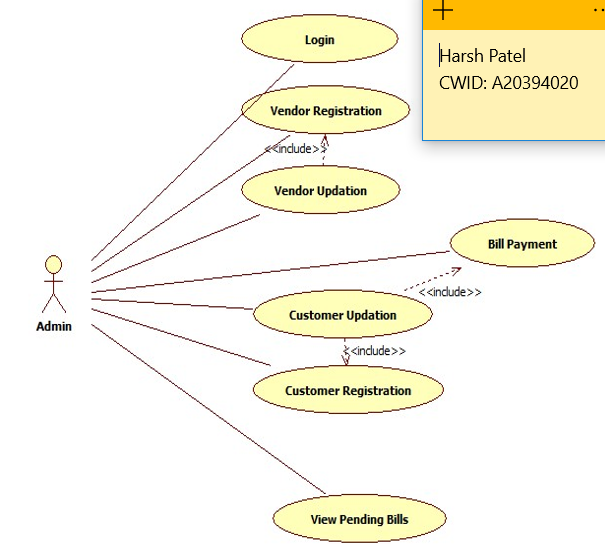 Harsh Patel
CWID: A20394020
Login
Vendor Registration
<<include>>
Vendor Updation
Bill Payment
<<include>>
Customer Updation
Admin
<<include>>
Customer Registration
View Pending Bills